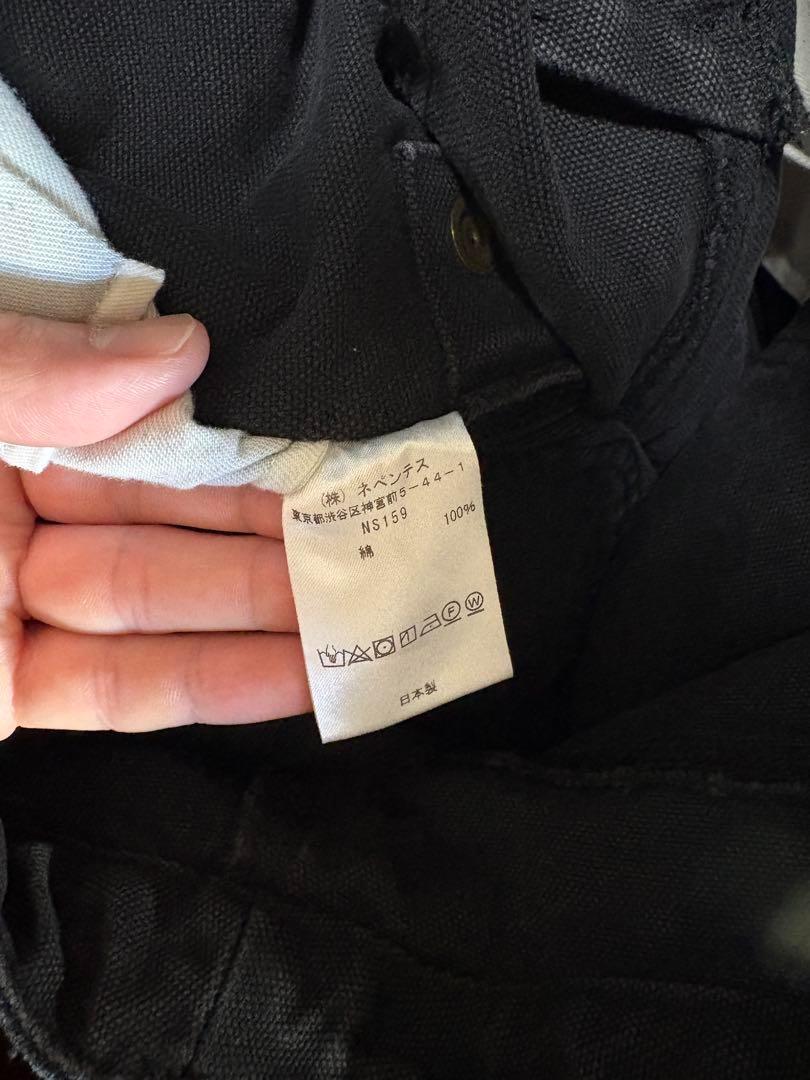 (株) ネペンテス
東京都渋谷区神宮前5-44-1
NS159
綿 100%
F W
日本製